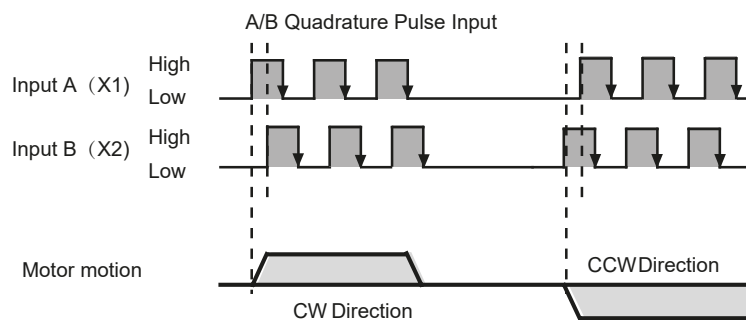 A/B Quadrature Pulse Input
High
Input A（X1)
Low
High
Input B（X2)
Low
Motor motion
CCWDirection
CW Direction